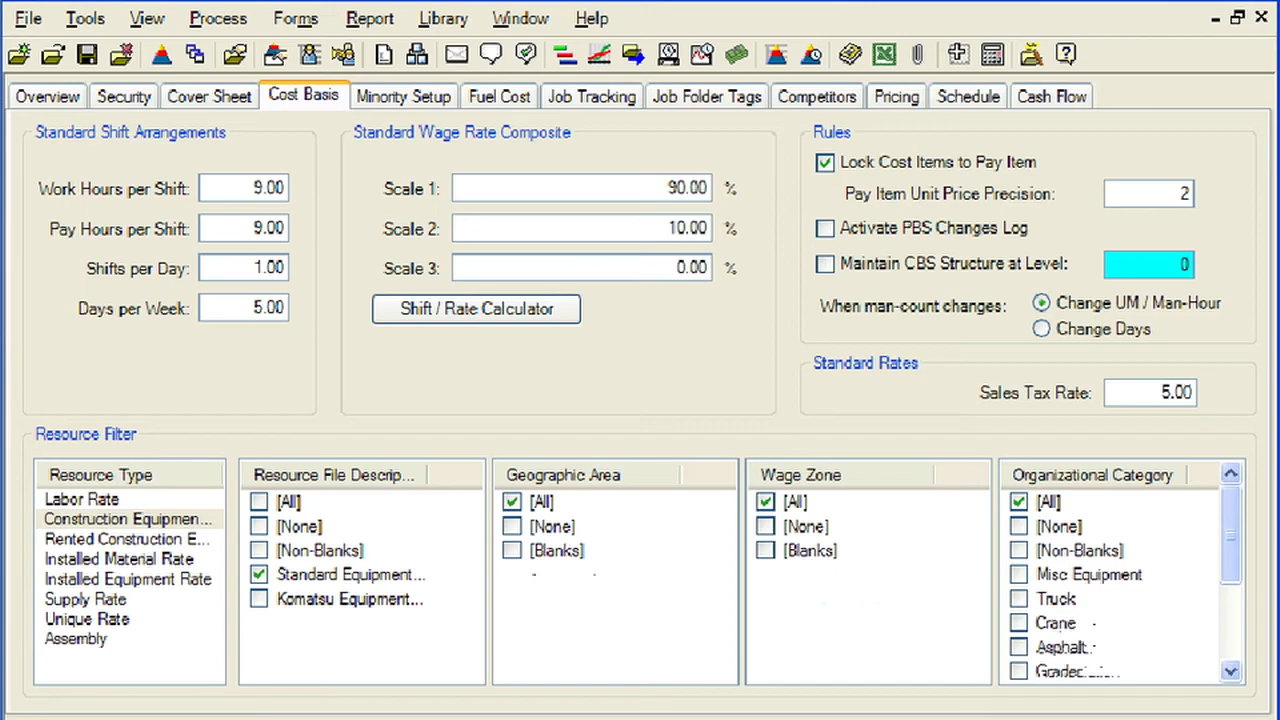 File Tools View Process Forms Report Library Window Help
Overview Security Cover Sheet Cost Basis Minority Setup Fuel Cost Job Tracking Job Folder Tags Competitors Pricing Schedule Cash Flow
Standard Shift Arrangements
Work Hours per Shift: 9.00
Pay Hours per Shift: 9.00
Shifts per Day: 1.00
Days per Week: 5.00
Standard Wage Rate Composite
Scale 1: 90.00 %
Scale 2: 10.00 %
Scale 3: 0.00 %
Shift / Rate Calculator
Rules
Lock Cost Items to Pay Item
Pay Item Unit Price Precision: 2
Activate PBS Changes Log
Maintain CBS Structure at Level: 0
When man-count changes: Change UM / Man-Hour
Change Days
Standard Rates
Sales Tax Rate: 5.00
Resource Filter
Resource Type
Labor Rate
Construction Equipmen...
Rented Construction E...
Installed Material Rate
Installed Equipment Rate
Supply Rate
Unique Rate
Assembly
Resource File Descrip...
[All]
[None]
[Non-Blanks]
Standard Equipment...
Komatsu Equipment...
Geographic Area
[All]
[None]
[Blanks]
Wage Zone
[All]
[None]
[Blanks]
Organizational Category
[All]
[None]
[Non-Blanks]
Misc Equipment
Truck
Crane
Asphalt